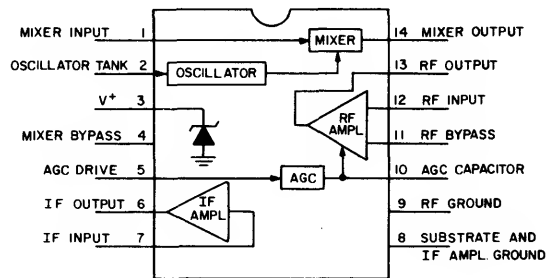 MIXER INPUT 1
OSCILLATOR TANK 2
V+ 3
MIXER BYPASS 4
AGC DRIVE 5
IF OUTPUT 6
IF INPUT 7
MIXER
OSCILLATOR
RF
AMPL
AGC
IF
AMPL
14 MIXER OUTPUT
13 RF OUTPUT
12 RF INPUT
11 RF BYPASS
10 AGC CAPACITOR
9 RF GROUND
8 SUBSTRATE AND
IF AMPL. GROUND